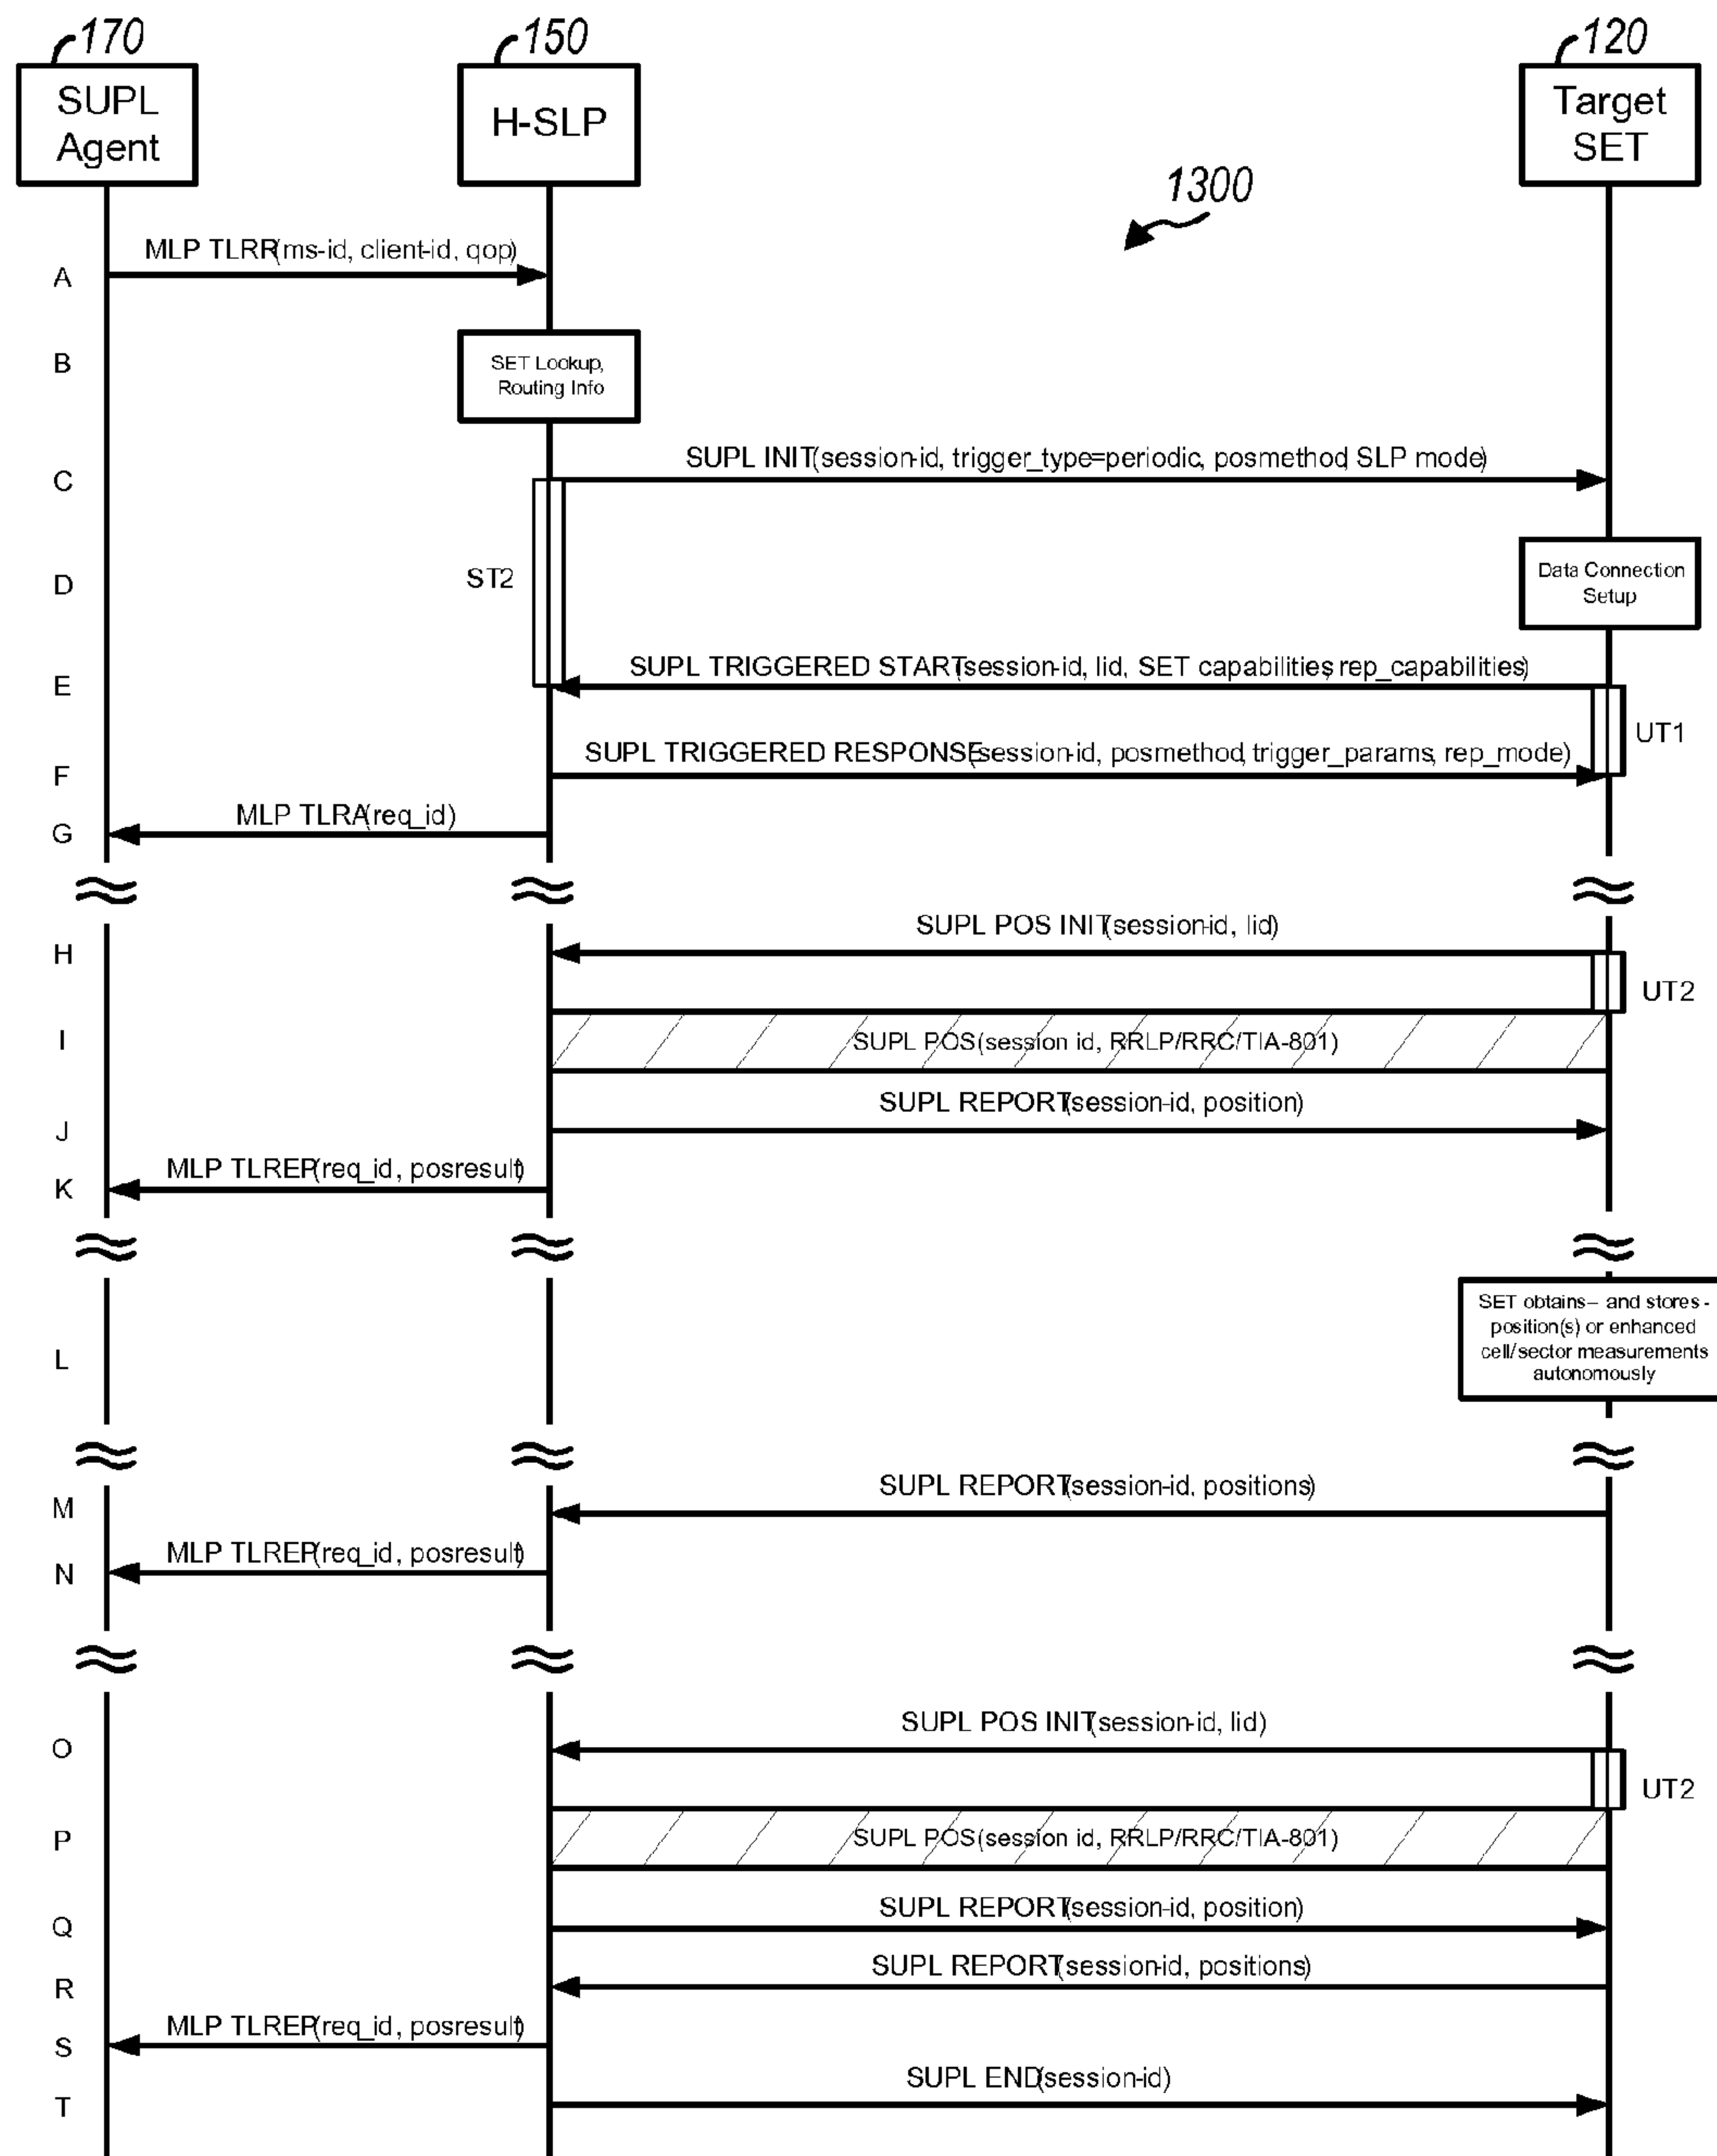 170
150
120
SUPL
Agent
H-SLP
Target
SET
1300
MLP TLRR(ms-id, client-id, qop)
A
B
SET Lookup,
Routing Info
SUPL INIT(session-id, trigger_type=periodic, posmethod, SLP mode)
C
D
ST2
Data Connection
Setup
SUPL TRIGGERED START(session-id, lid, SET capabilities, rep_capabilities)
E
UT1
SUPL TRIGGERED RESPONSE(session-id, posmethod, trigger_params, rep_mode)
F
MLP TLRA(req_id)
G
SUPL POS INIT(session-id, lid)
H
UT2
I
SUPL POS(session id, RRLP/RRC/TIA-801)
SUPL REPORT(session-id, position)
J
MLP TLREP(req_id, posresult)
K
SET obtains– and stores -
position(s) or enhanced
cell/sector measurements
autonomously
L
SUPL REPORT(session-id, positions)
M
MLP TLREP(req_id, posresult)
N
SUPL POS INIT(session-id, lid)
O
UT2
P
SUPL POS(session id, RRLP/RRC/TIA-801)
SUPL REPORT(session-id, position)
Q
SUPL REPORT(session-id, positions)
R
MLP TLREP(req_id, posresult)
S
SUPL END(session-id)
T